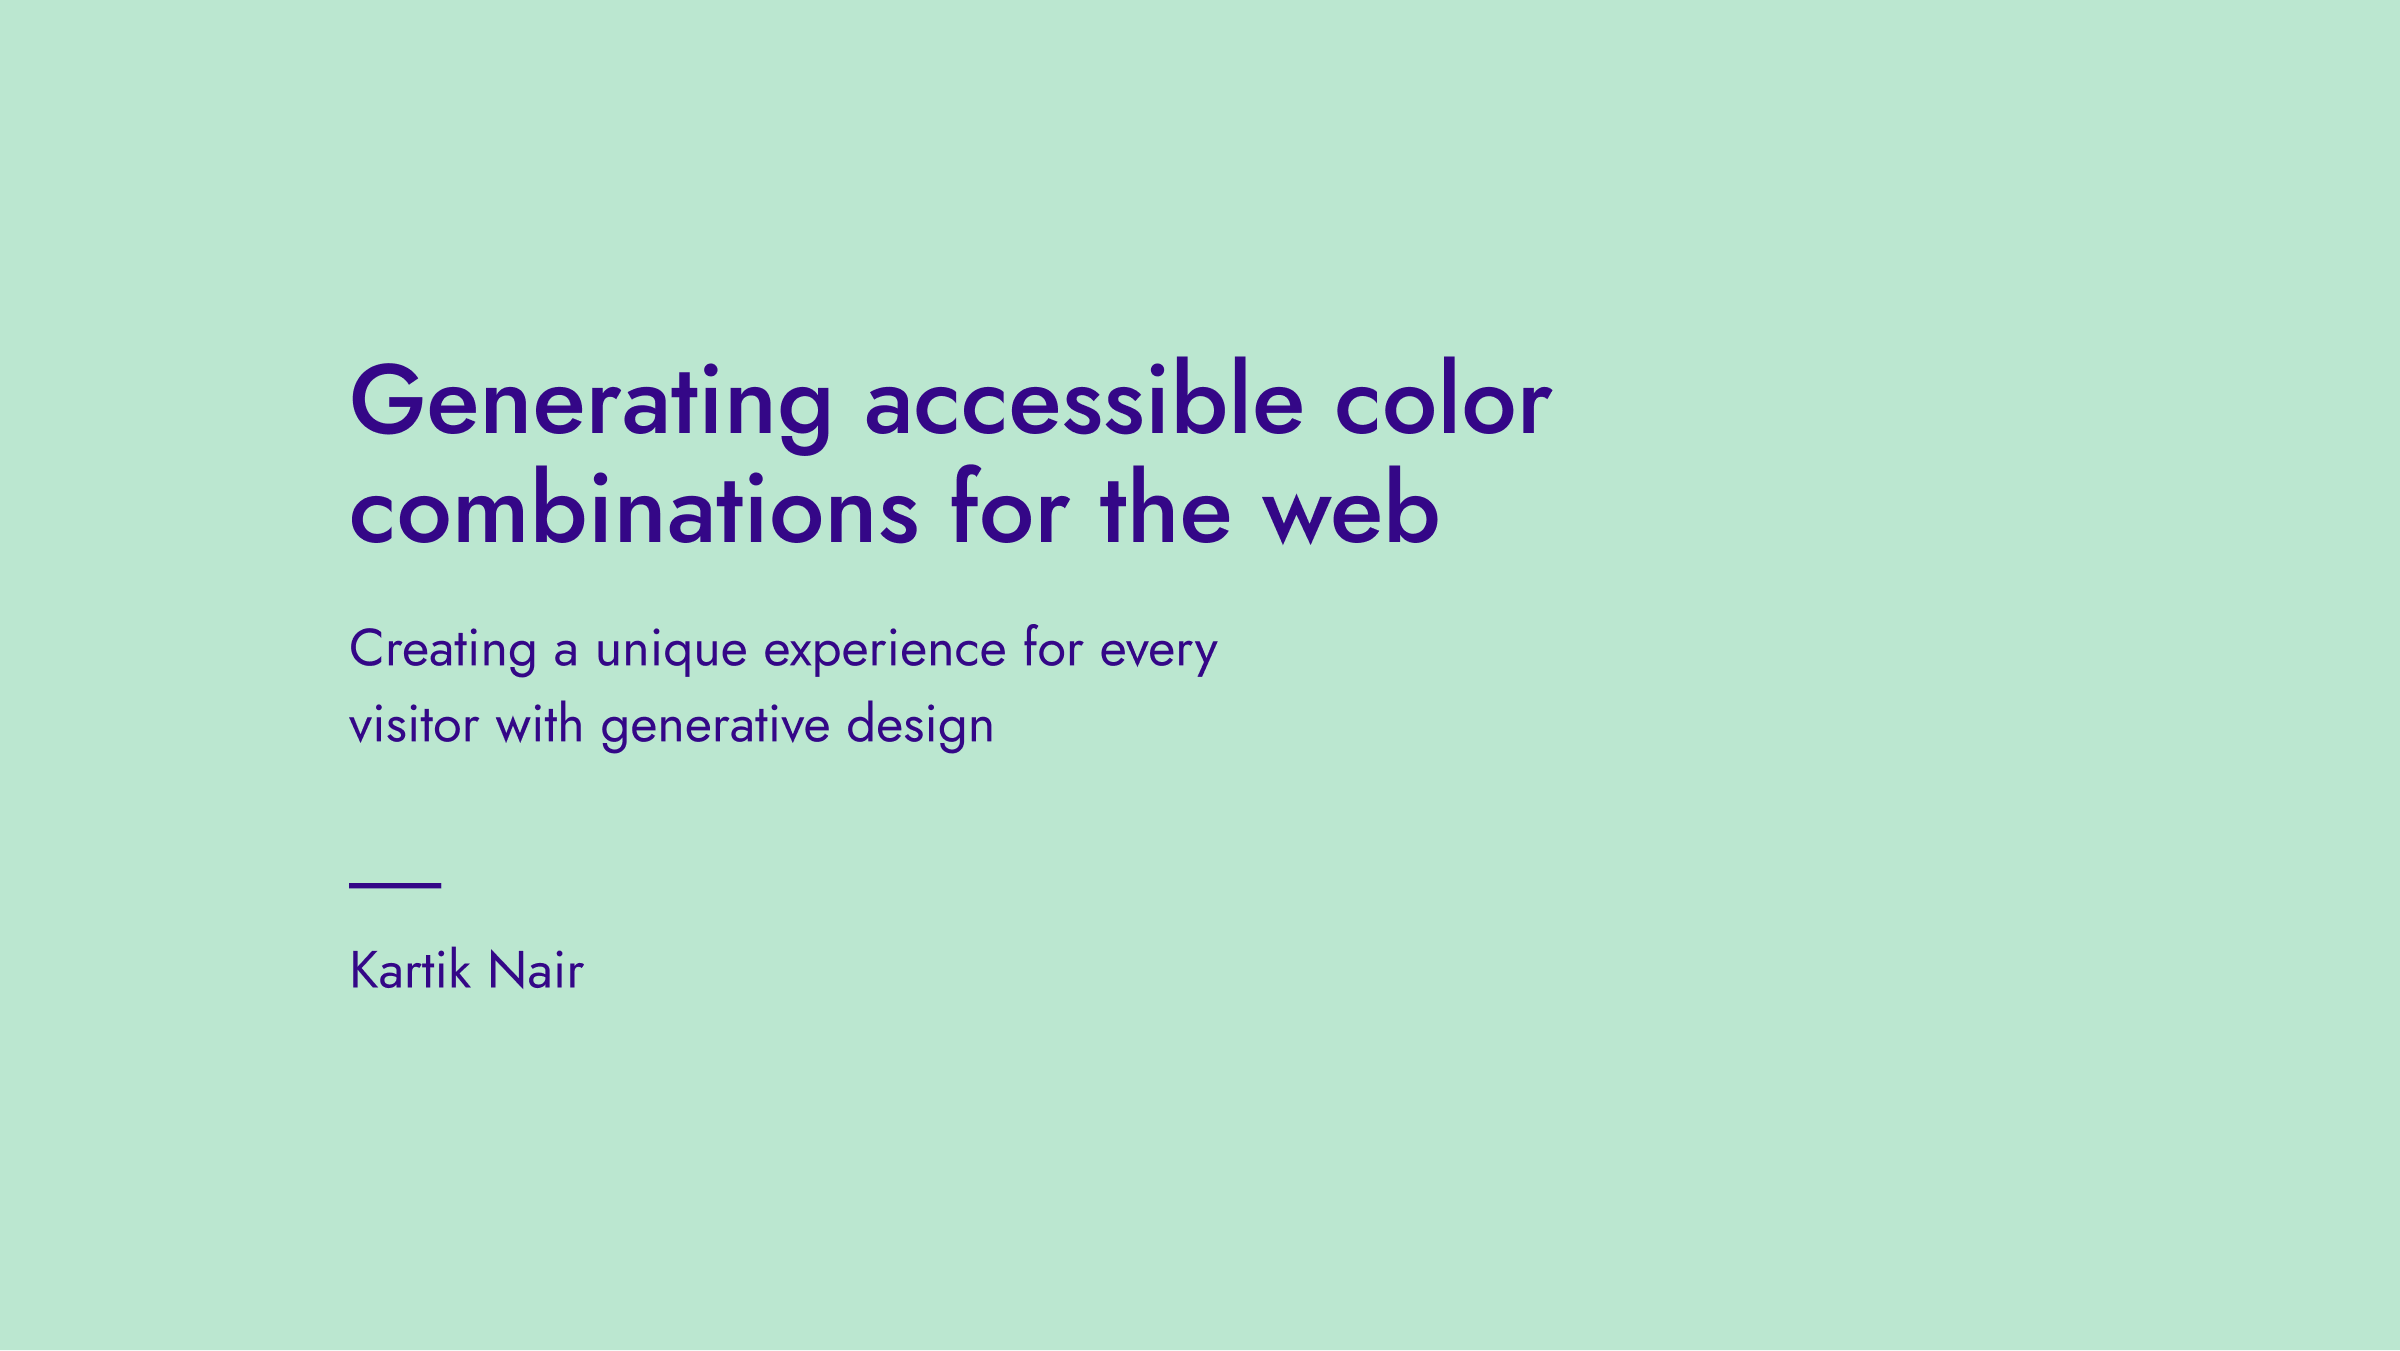 Generating accessible color
combinations for the web
Creating a unique experience for every
visitor with generative design
Kartik Nair